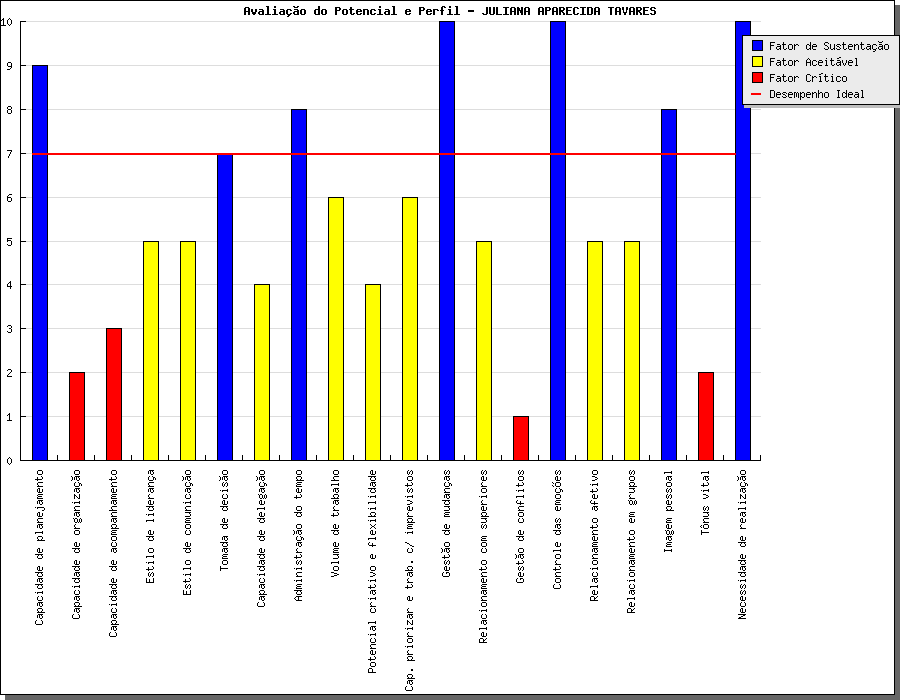 Avaliação do Potencial e Perfil - JULIANA APARECIDA TAVARES
Fator de Sustentação
Fator Aceitável
Fator Crítico
Desempenho Ideal
10
9
8
7
6
5
4
3
2
1
0
Capacidade de planejamento
Capacidade de organização
Capacidade de acompanhamento
Estilo de liderança
Estilo de comunicação
Tomada de decisão
Capacidade de delegação
Administração do tempo
Volume de trabalho
Potencial criativo e flexibilidade
Cap. priorizar e trab. c/ imprevistos
Gestão de mudanças
Relacionamento com superiores
Gestão de conflitos
Controle das emoções
Relacionamento afetivo
Relacionamento em grupos
Imagem pessoal
Tônus vital
Necessidade de realização